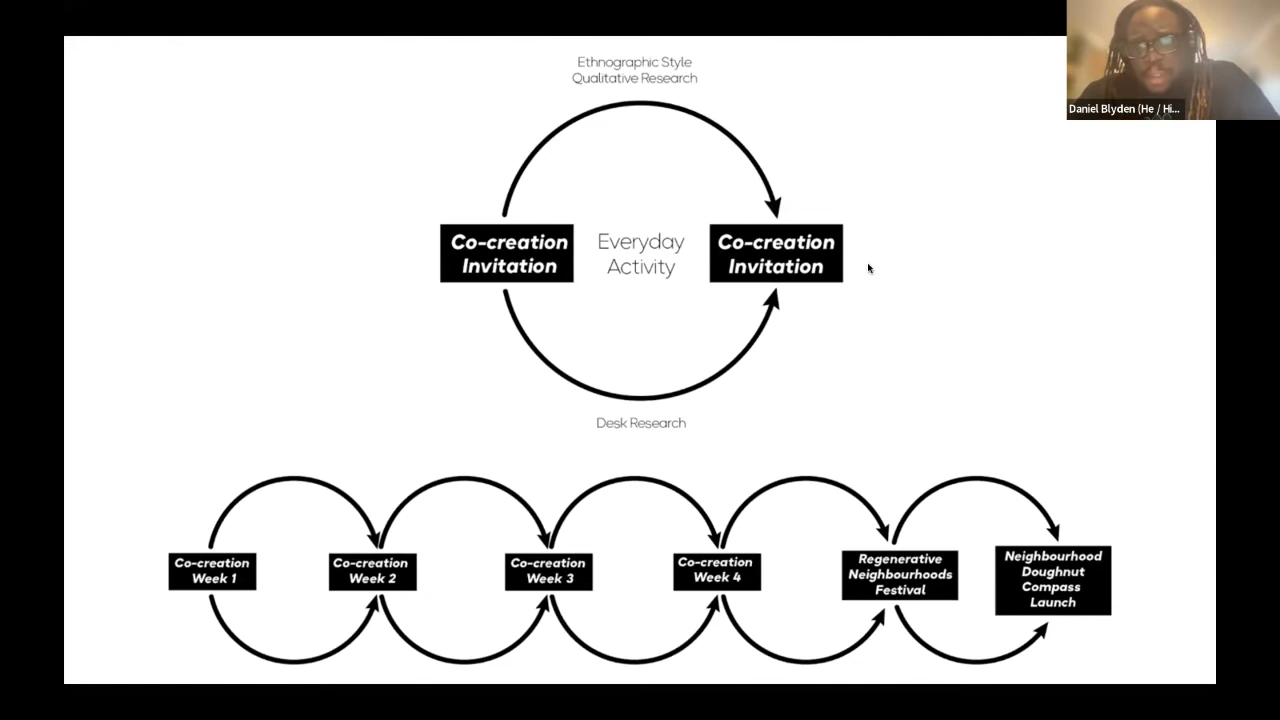 Ethnographic Style
Qualitative Research
Co-creation
Invitation
Everyday
Activity
Co-creation
Invitation
Desk Research
Co-creation
Week 1
Co-creation
Week 2
Co-creation
Week 3
Co-creation
Week 4
Regenerative
Neighbourhoods
Festival
Neighbourhood
Doughnut
Compass
Launch
Daniel Blyden (He / Hi...